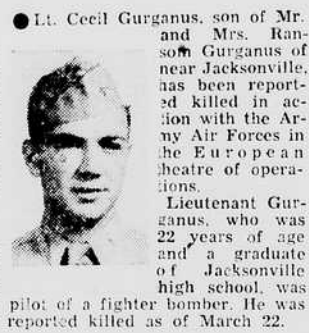 ● Lt. Cecil Gurganus, son of Mr.
and Mrs. Ran-
som Gurganus of
near Jacksonville,
has been report-
ed killed in ac-
tion with the Ar-
my Air Forces in
the European
theatre of opera-
tions.
Lieutenant Gur-
ganus, who was
22 years of age
and a graduate
of Jacksonville
high school, was
pilot of a fighter bomber. He was
reported killed as of March 22.